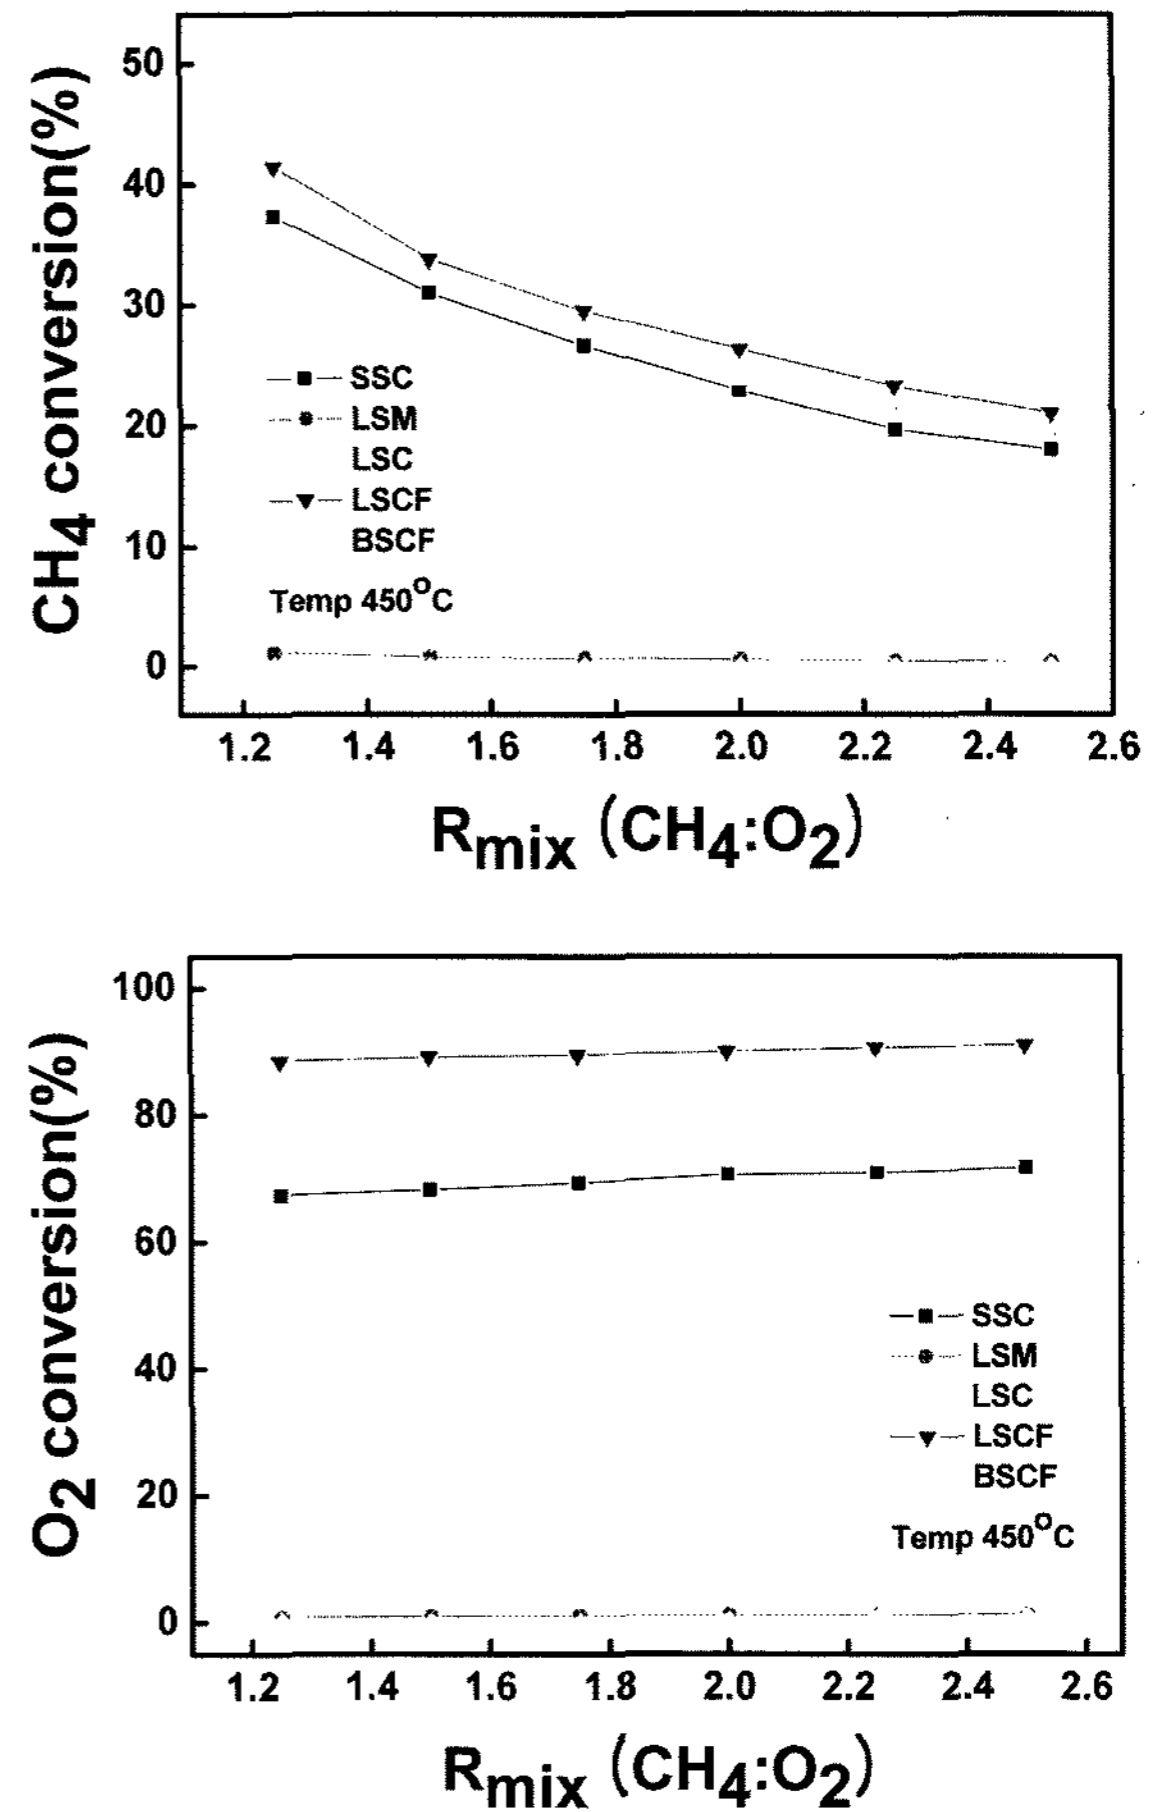 CH4 conversion(%)
50
40
30
20
10
0
SSC
LSM
LSC
LSCF
BSCF
Temp 450°C
1.2 1.4 1.6 1.8 2.0 2.2 2.4 2.6
Rmix (CH4:O2)
O2 conversion(%)
100
80
60
40
20
0
SSC
LSM
LSC
LSCF
BSCF
Temp 450°C
1.2 1.4 1.6 1.8 2.0 2.2 2.4 2.6
Rmix (CH4:O2)